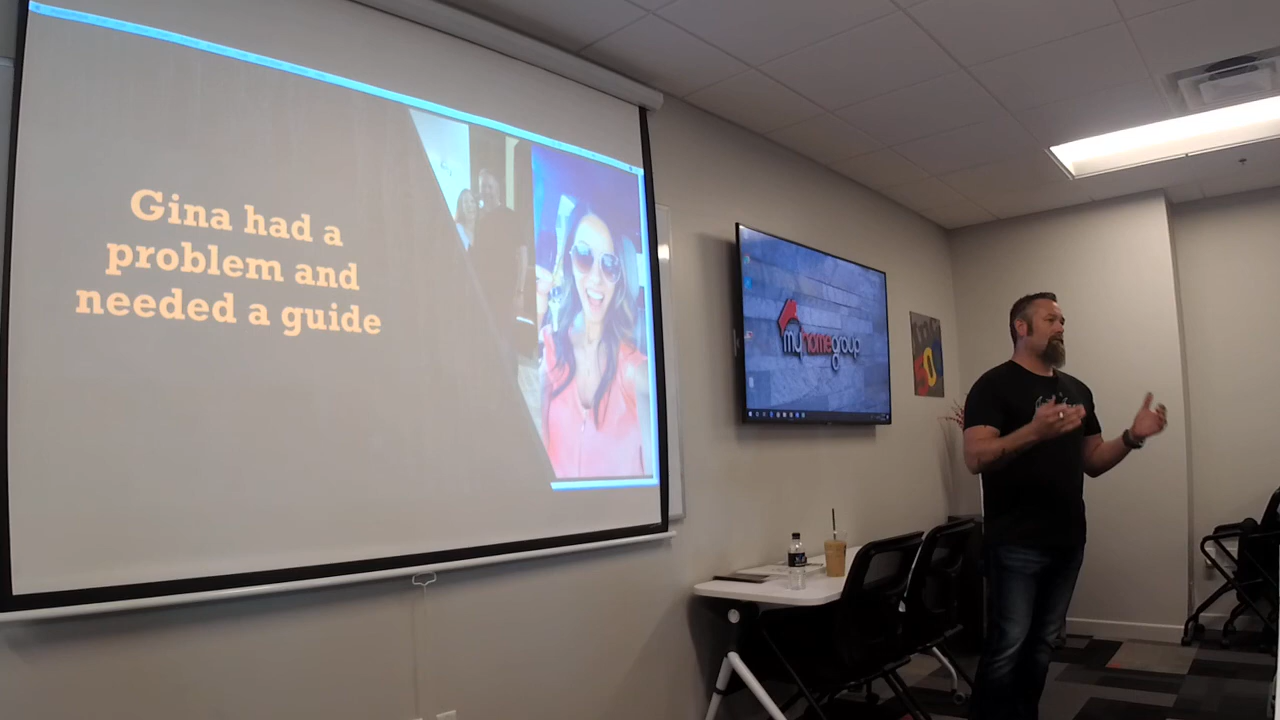 Gina had a
problem and
needed a guide
myhomegroup